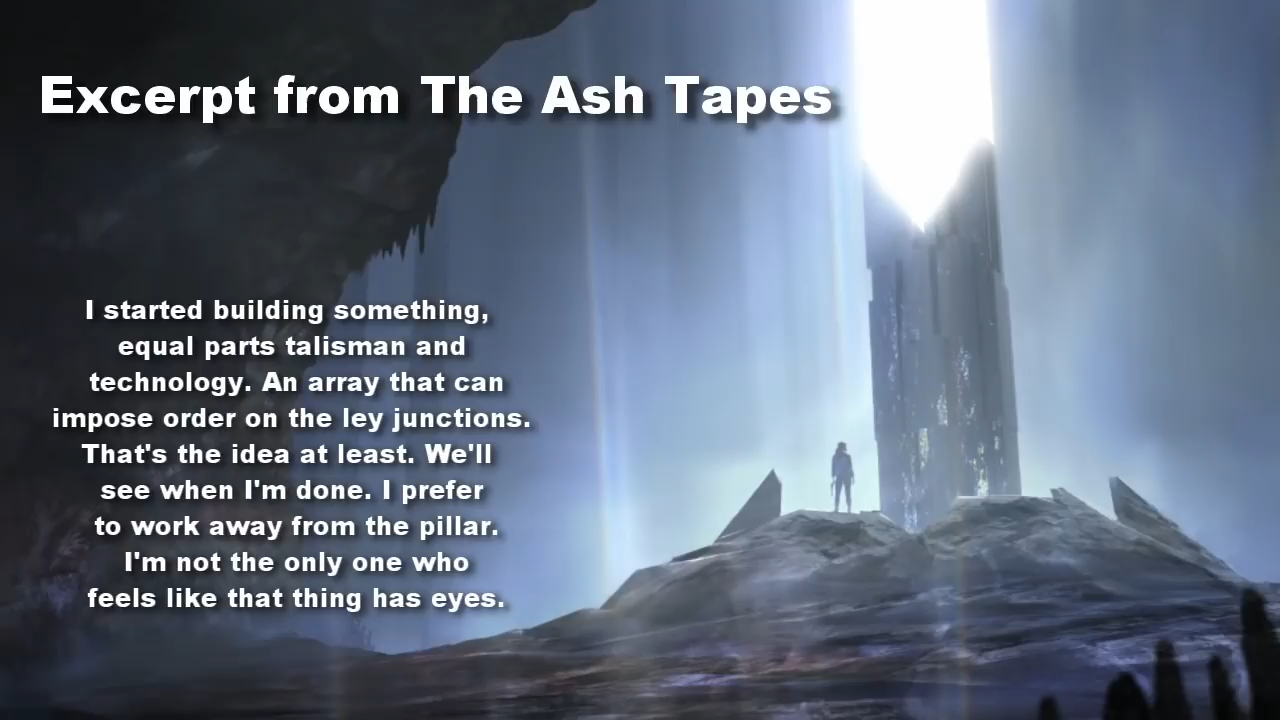 Excerpt from The Ash Tapes
I started building something,
equal parts talisman and
technology. An array that can
impose order on the ley junctions.
That's the idea at least. We'll
see when I'm done. I prefer
to work away from the pillar.
I'm not the only one who
feels like that thing has eyes.